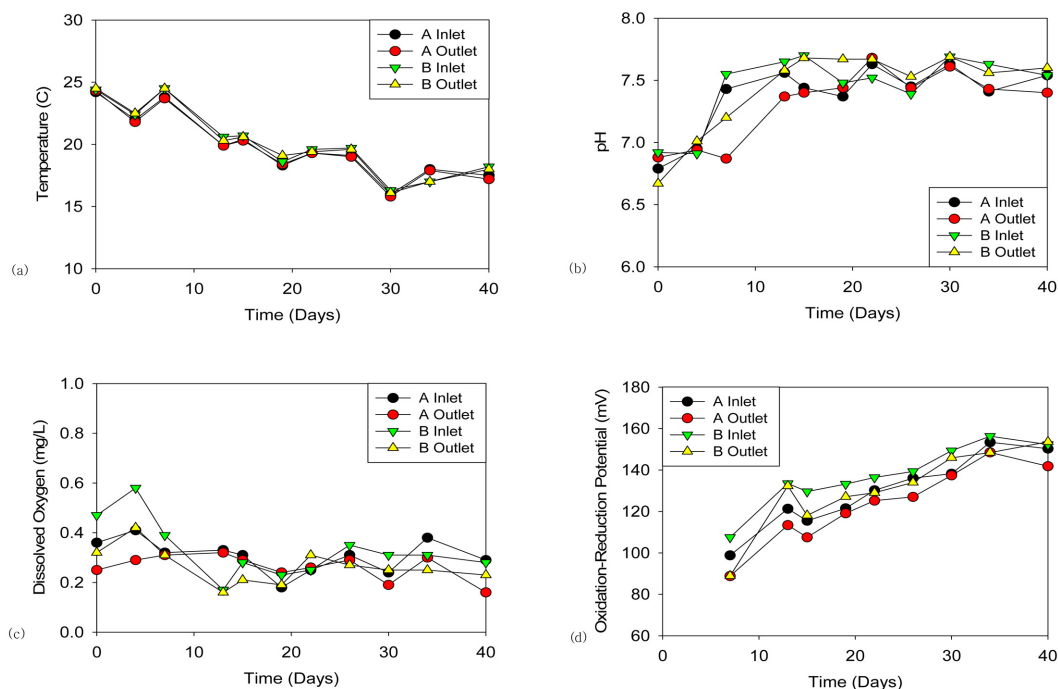 30
25
20
15
10
0
10
20
30
40
Temperature (C)
Time (Days)
A Inlet
A Outlet
B Inlet
B Outlet
(a)
8.0
7.5
7.0
6.5
6.0
0
10
20
30
40
pH
Time (Days)
A Inlet
A Outlet
B Inlet
B Outlet
(b)
1.0
0.8
0.6
0.4
0.2
0.0
0
10
20
30
40
Dissolved Oxygen (mg/L)
Time (Days)
A Inlet
A Outlet
B Inlet
B Outlet
(c)
180
160
140
120
100
80
60
0
10
20
30
40
Oxidation-Reduction Potential (mV)
Time (Days)
A Inlet
A Outlet
B Inlet
B Outlet
(d)